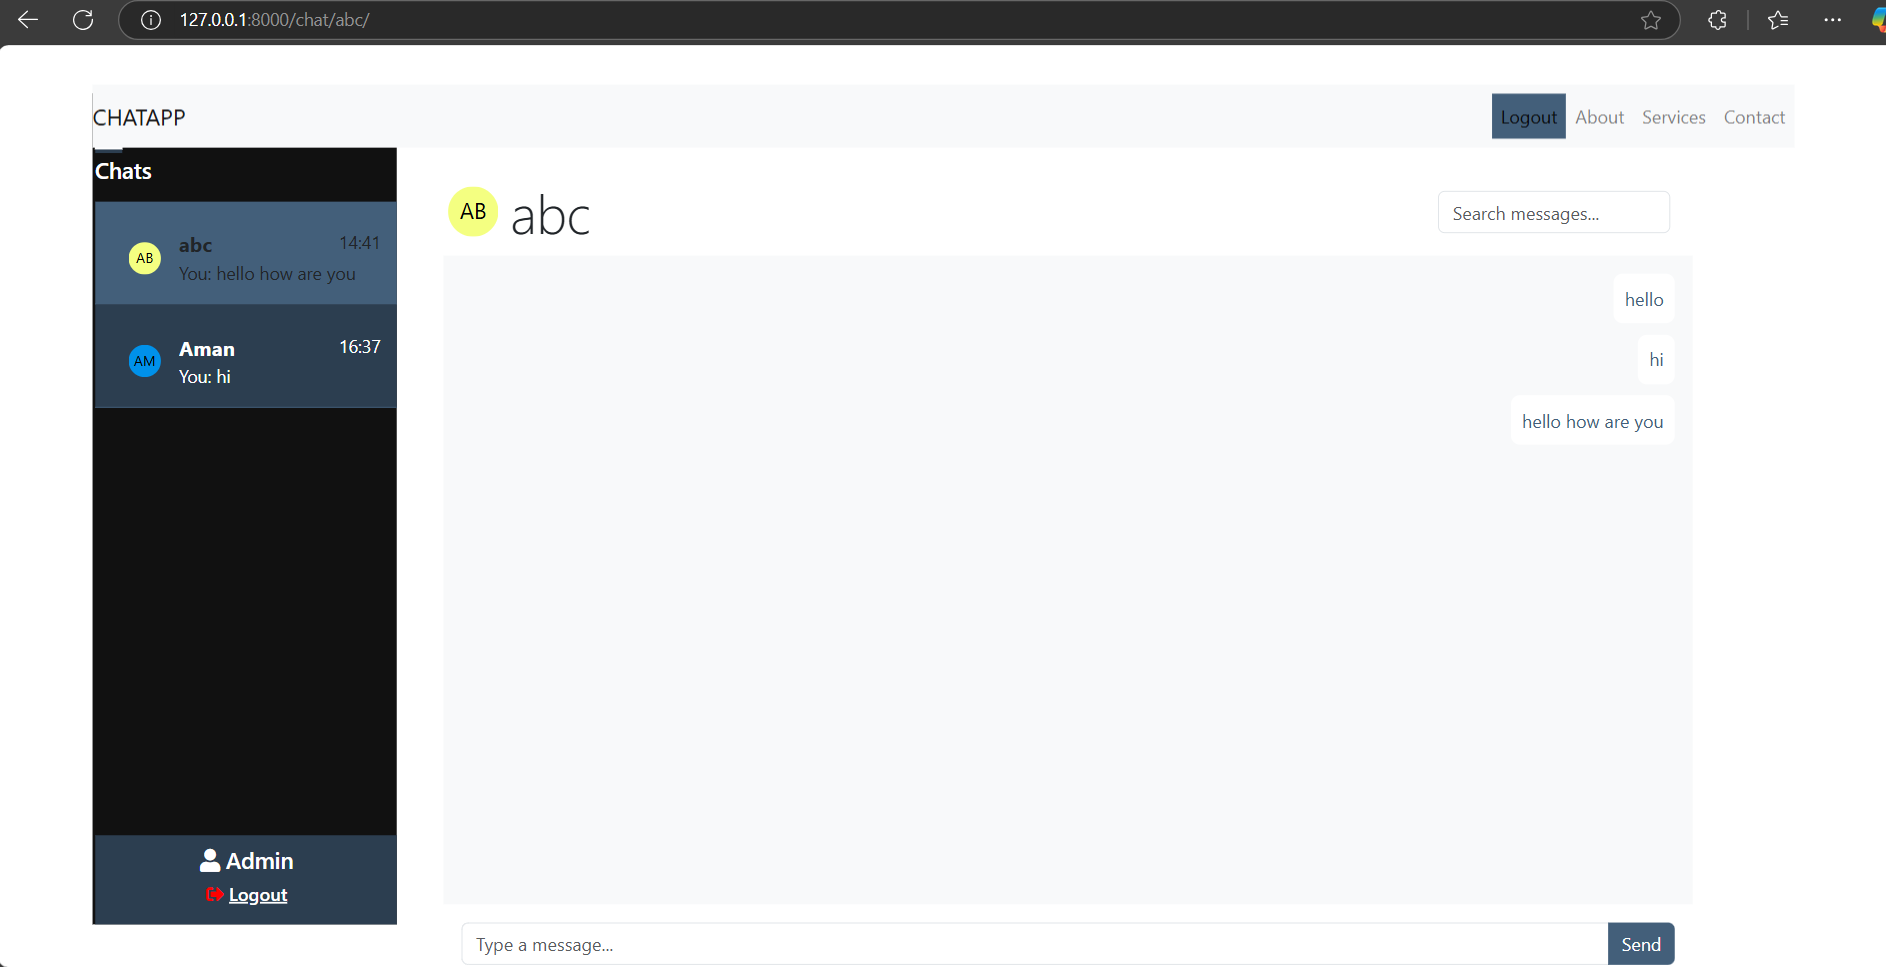 127.0.0.1:8000/chat/abc/
CHATAPP
Logout About Services Contact
Chats
AB abc 14:41
You: hello how are you
AM Aman 16:37
You: hi
Admin
Logout
AB abc
Search messages...
hello
hi
hello how are you
Type a message...
Send